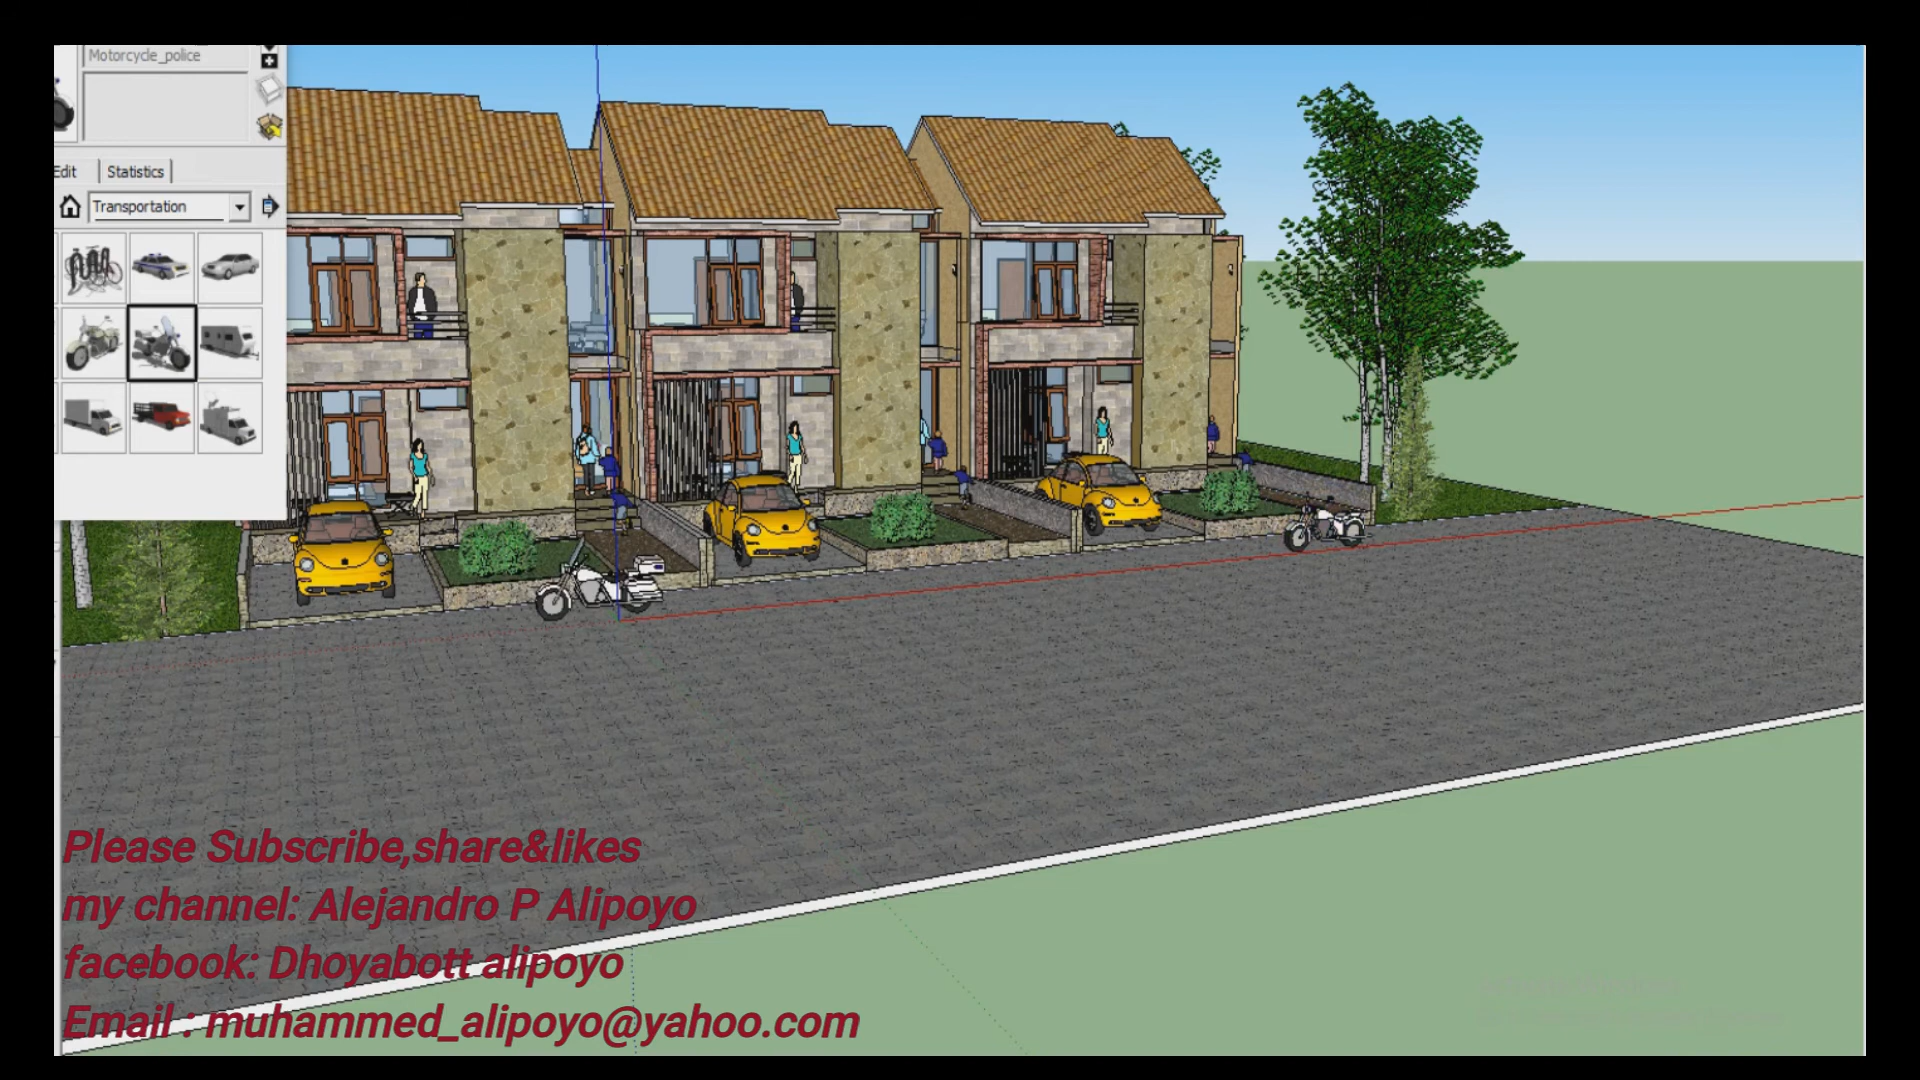 Motorcycle_police
Edit
Statistics
Transportation
Please Subscribe,share&likes
my channel: Alejandro P Alipoyo
facebook: Dhoyabott alipoyo
Email : muhammed_alipoyo@yahoo.com